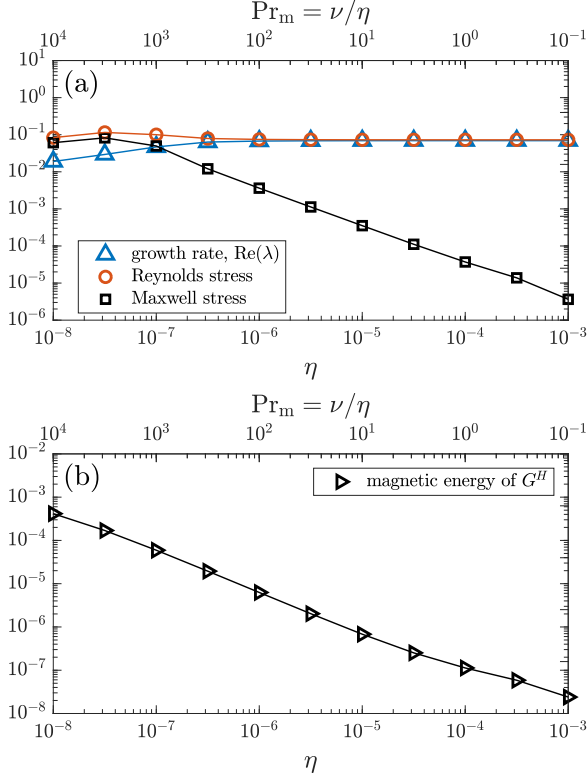 Pr_m = ν/η
10^4 10^3 10^2 10^1 10^0 10^-1
(a)
10^1
10^0
10^-1
10^-2
10^-3
10^-4
10^-5
10^-6
growth rate, Re(λ)
Reynolds stress
Maxwell stress
10^-8 10^-7 10^-6 10^-5 10^-4 10^-3
η
Pr_m = ν/η
10^4 10^3 10^2 10^1 10^0 10^-1
(b)
magnetic energy of G^H
10^-2
10^-3
10^-4
10^-5
10^-6
10^-7
10^-8
10^-8 10^-7 10^-6 10^-5 10^-4 10^-3
η